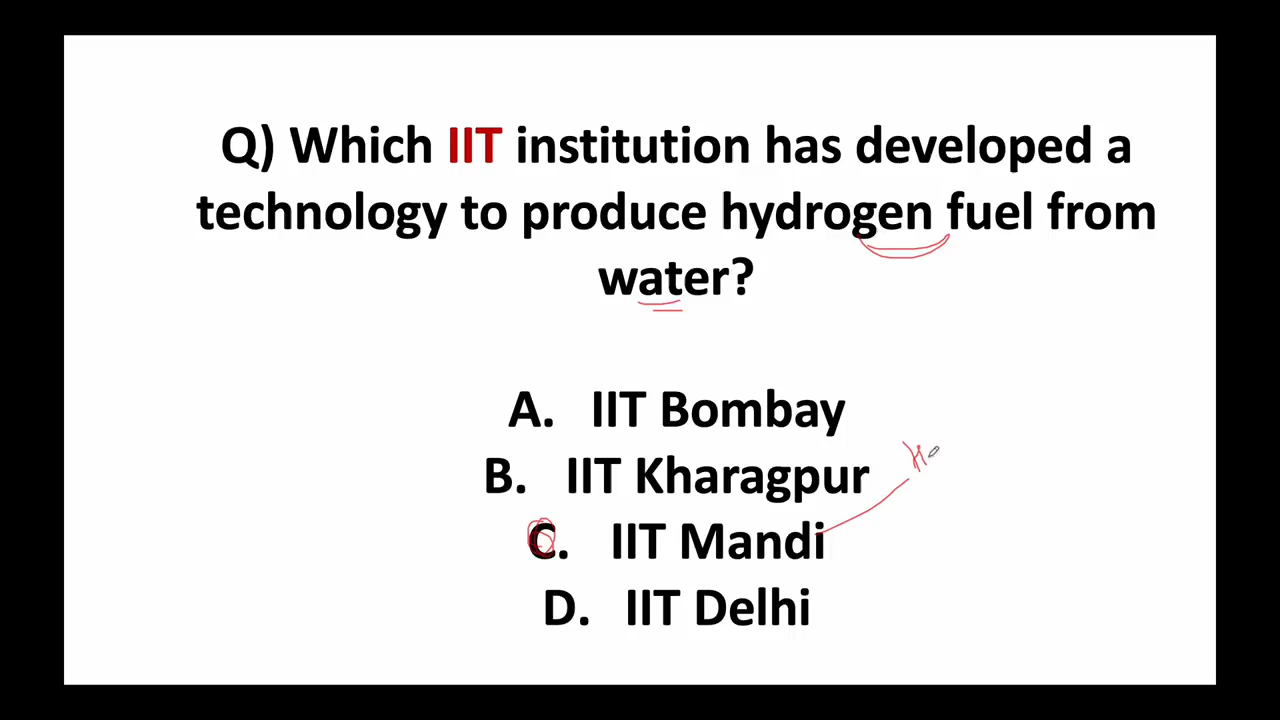 Q) Which IIT institution has developed a
technology to produce hydrogen fuel from
water?
A. IIT Bombay
B. IIT Kharagpur
C. IIT Mandi
D. IIT Delhi